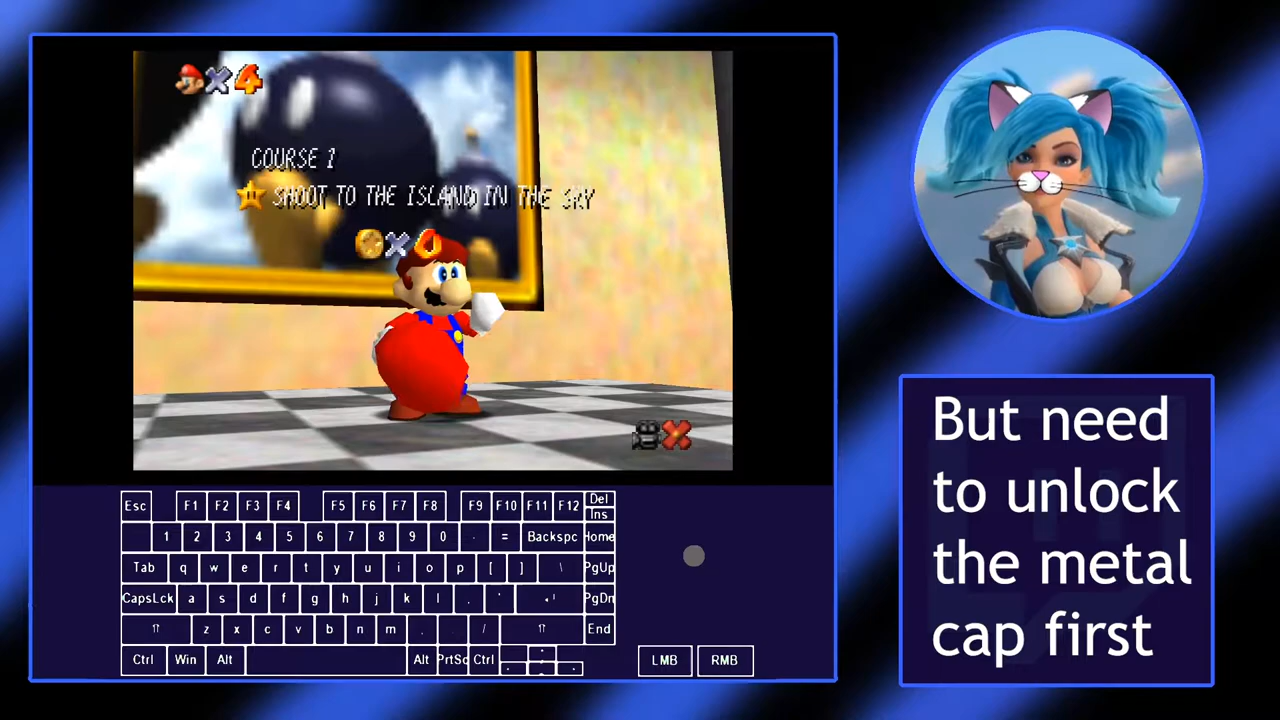 ×4
COURSE 1
SHOOT TO THE ISLAND IN THE SKY
×4
But need
to unlock
the metal
cap first
Esc F1 F2 F3 F4 F5 F6 F7 F8 F9 F10 F11 F12 Del
Ins
1 2 3 4 5 6 7 8 9 0 - = Backspc Home
Tab q w e r t y u i o p [ ] \ PgUp
CapsLck a s d f g h j k l . ' PgDn
z x c v b n m , . / End
Ctrl Win Alt Alt PrtSc Ctrl
LMB RMB